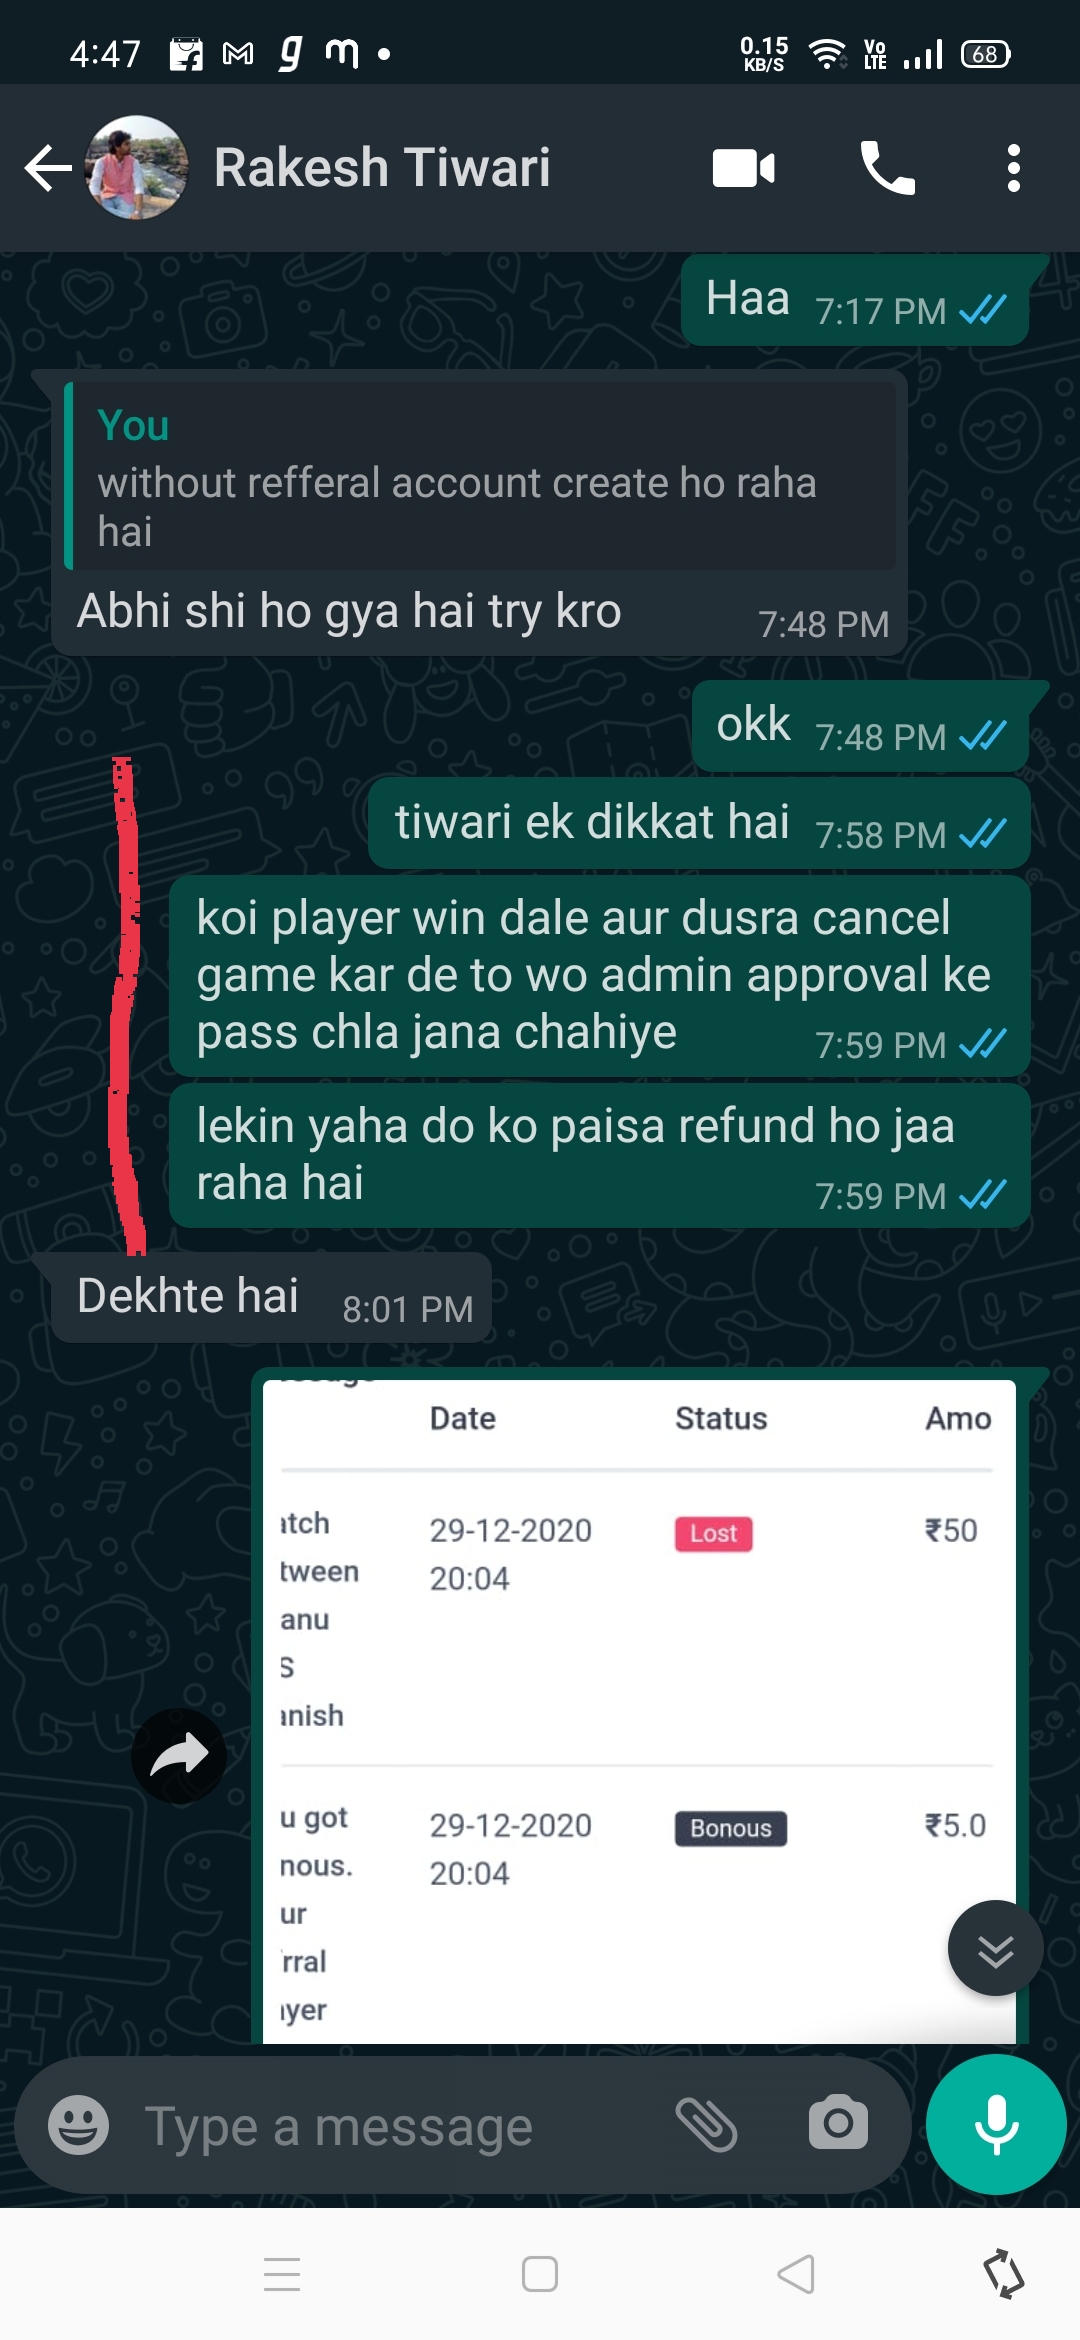 4:47
0.15
KB/S
Vo
LTE
68
Rakesh Tiwari
Haa 7:17 PM
You
without refferal account create ho raha
hai
Abhi shi ho gya hai try kro 7:48 PM
okk 7:48 PM
tiwari ek dikkat hai 7:58 PM
koi player win dale aur dusra cancel
game kar de to wo admin approval ke
pass chla jana chahiye 7:59 PM
lekin yaha do ko paisa refund ho jaa
raha hai 7:59 PM
Dekhte hai 8:01 PM
Date Status Amo
atch 29-12-2020 Lost ₹50
tween 20:04
anu
S
anish
u got 29-12-2020 Bonous ₹5.0
nous. 20:04
ur
rral
ayer
Type a message